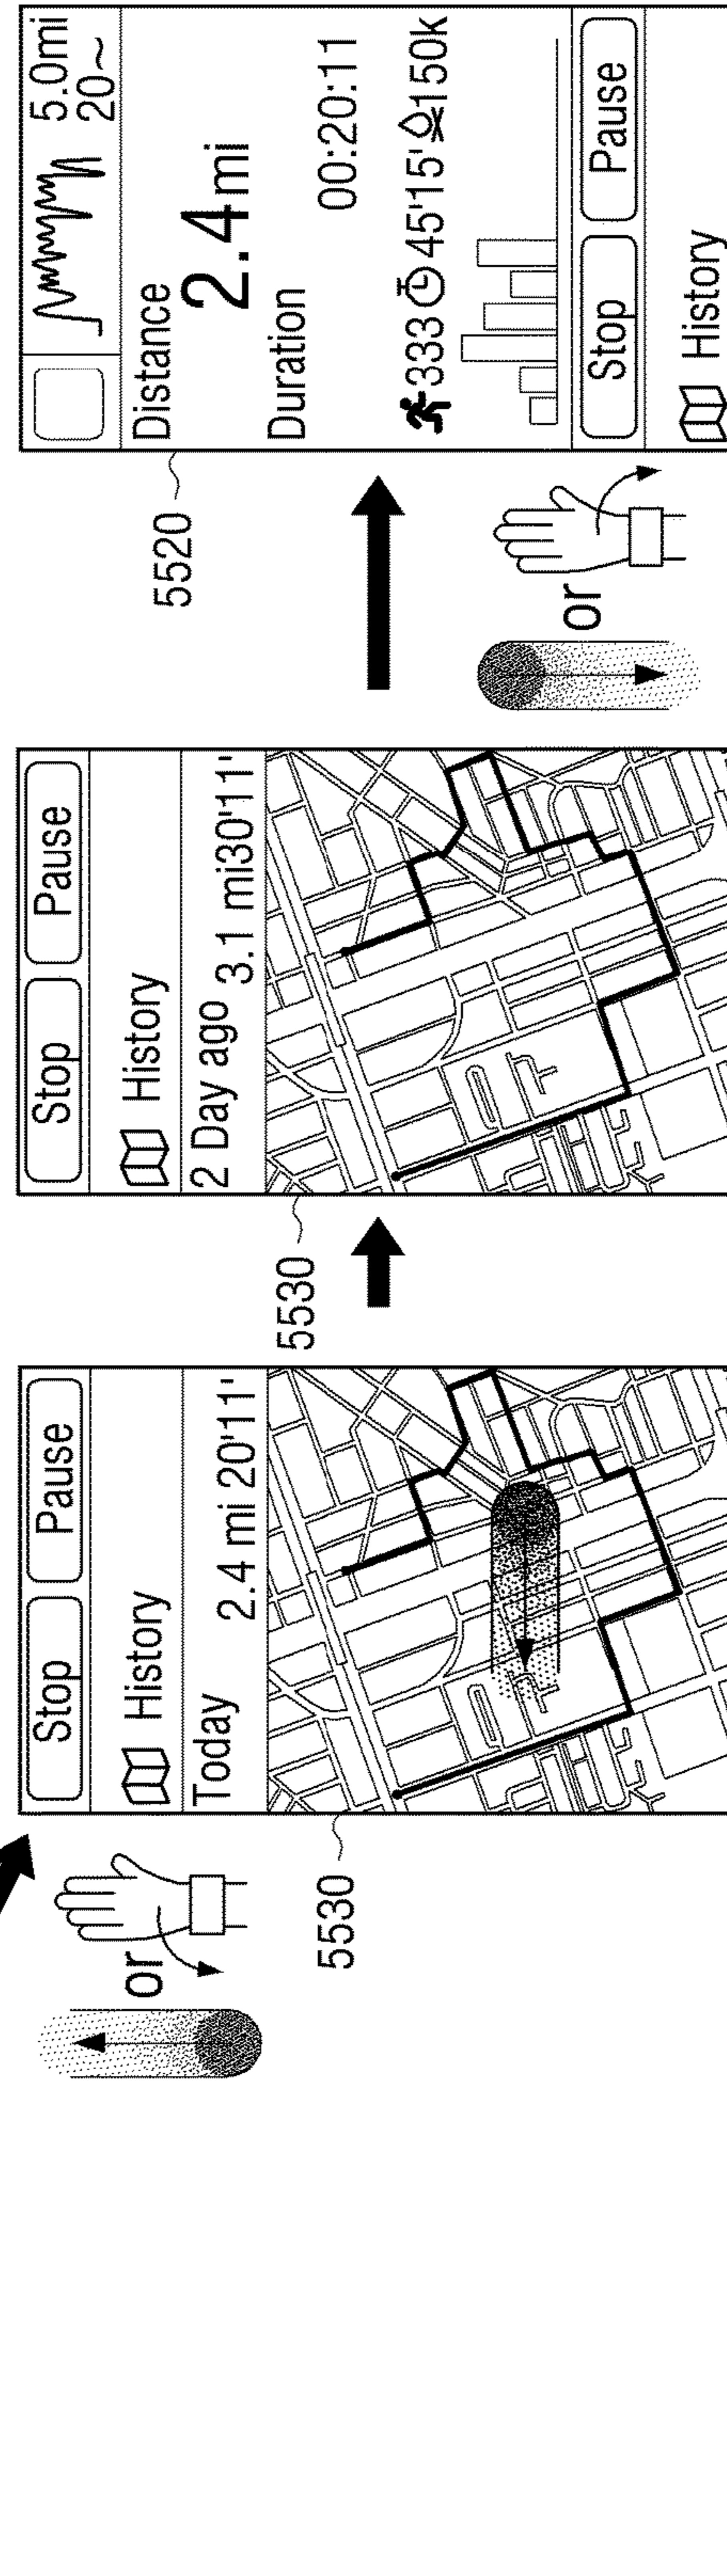 or
5530
Stop Pause
History
Today
2.4 mi 20'11'
5530
Stop Pause
History
2 Day ago
3.1 mi30'11'
or
5520
5.0mi
20~
Distance
2.4mi
Duration
00:20:11
333 45'15' 150k
Stop Pause
History